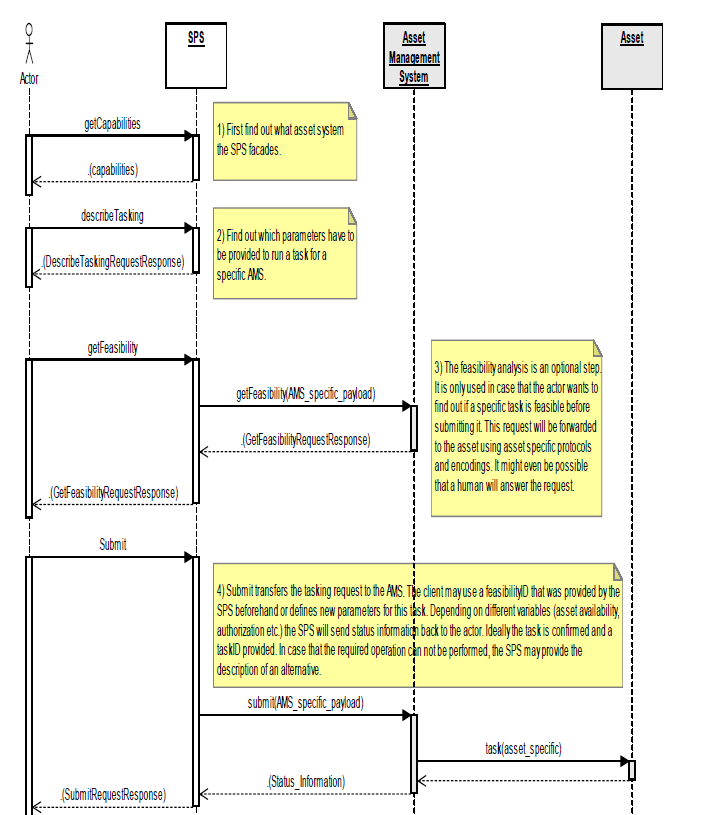 SPS
Asset
Management
System
Asset
Actor
getCapabilities
1) First find out what asset system
the SPS facades.
.(capabilities)
describeTasking
2) Find out which parameters have to
be provided to run a task for a
specific AMS.
.(DescribeTaskingRequestResponse)
getFeasibility
3) The feasibility analysis is an optional step.
It is only used in case that the actor wants to
find out if a specific task is feasible before
submitting it. This request will be forwarded
to the asset using asset specific protocols
and encodings. It might even be possible
that a human will answer the request.
getFeasibility(AMS_specific_payload)
.(GetFeasibilityRequestResponse)
.(GetFeasibilityRequestResponse)
Submit
4) Submit transfers the tasking request to the AMS. The client may use a feasibilityID that was provided by the
SPS beforehand or defines new parameters for this task. Depending on different variables (asset availability,
authorization etc.) the SPS will send status information back to the actor. Ideally the task is confirmed and a
taskID provided. In case that the required operation can not be performed, the SPS may provide the
description of an alternative.
submit(AMS_specific_payload)
task(asset_specific)
.(Status_Information)
.(SubmitRequestResponse)